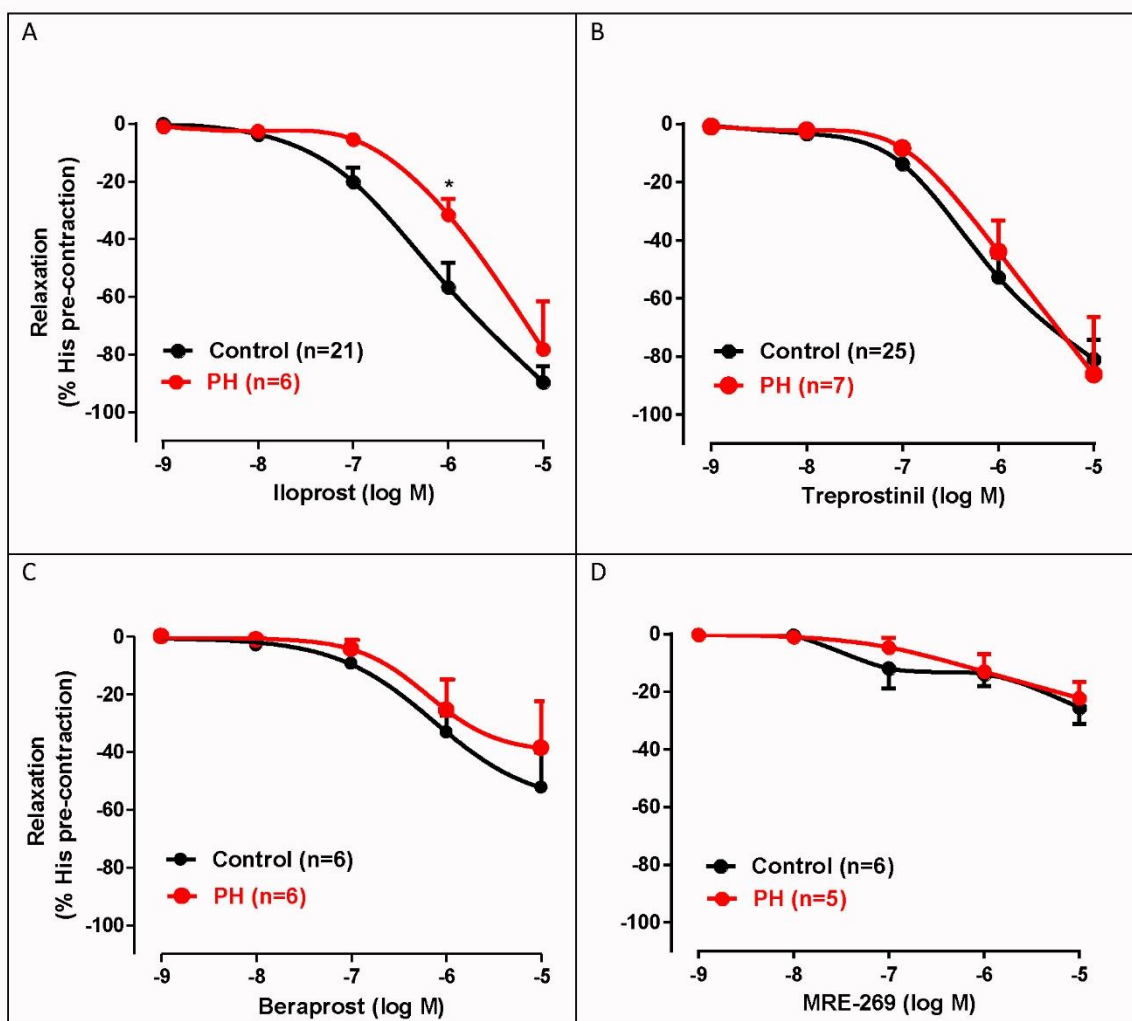 A
Relaxation
(% His pre-contraction)
0
-20
-40
-60
-80
-100
*
Control (n=21)
PH (n=6)
-9 -8 -7 -6 -5
Iloprost (log M)
B
0
-20
-40
-60
-80
-100
Control (n=25)
PH (n=7)
-9 -8 -7 -6 -5
Treprostinil (log M)
C
Relaxation
(% His pre-contraction)
0
-20
-40
-60
-80
-100
Control (n=6)
PH (n=6)
-9 -8 -7 -6 -5
Beraprost (log M)
D
0
-20
-40
-60
-80
-100
Control (n=6)
PH (n=5)
-9 -8 -7 -6 -5
MRE-269 (log M)